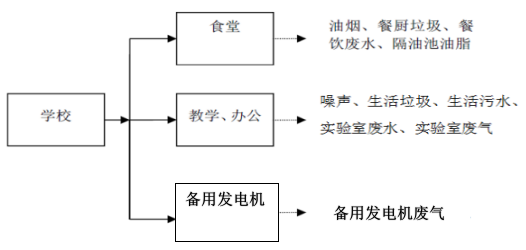 食堂
油烟、餐厨垃圾、餐
饮废水、隔油池油脂
学校
教学、办公
噪声、生活垃圾、生活污水、
实验室废水、实验室废气
备用发电机
备用发电机废气